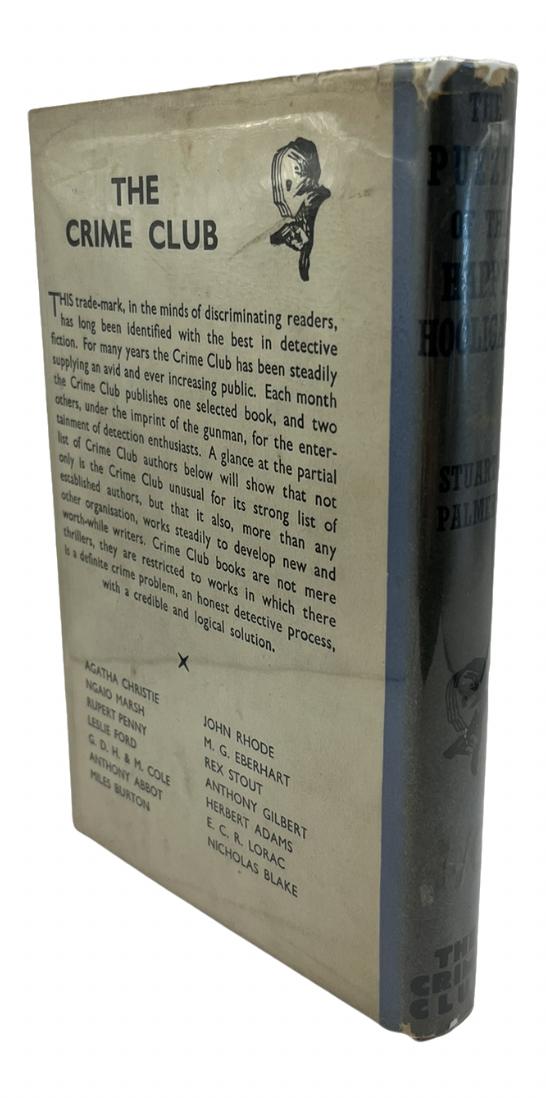 THE
CRIME CLUB
THIS trade-mark, in the minds of discriminating readers,
has long been identified with the best in detective
fiction. For many years the Crime Club has been steadily
supplying an avid and ever increasing public. Each month
the Crime Club publishes one selected book, and two
others, under the imprint of the gunman, for the enter-
tainment of detection enthusiasts. A glance at the partial
list of Crime Club authors below will show that not
only is the Crime Club unusual for its strong list of
established authors, but that it also, more than any
other organisation, works steadily to develop new and
worth-while writers. Crime Club books are not mere
thrillers, they are restricted to works in which there
is a definite crime problem, an honest detective process,
with a credible and logical solution.
AGATHA CHRISTIE
NGAIO MARSH
RUPERT PENNY
LESLIE FORD
G. D. H. & M. COLE
ANTHONY ABBOT
MILES BURTON
JOHN RHODE
M. G. EBERHART
REX STOUT
ANTHONY GILBERT
HERBERT ADAMS
E. C. R. LORAC
NICHOLAS BLAKE
THE
PUZZ
OF TH
HAPPY
HOOLIGA
STUART
PALME
THE
CRIM
CLU